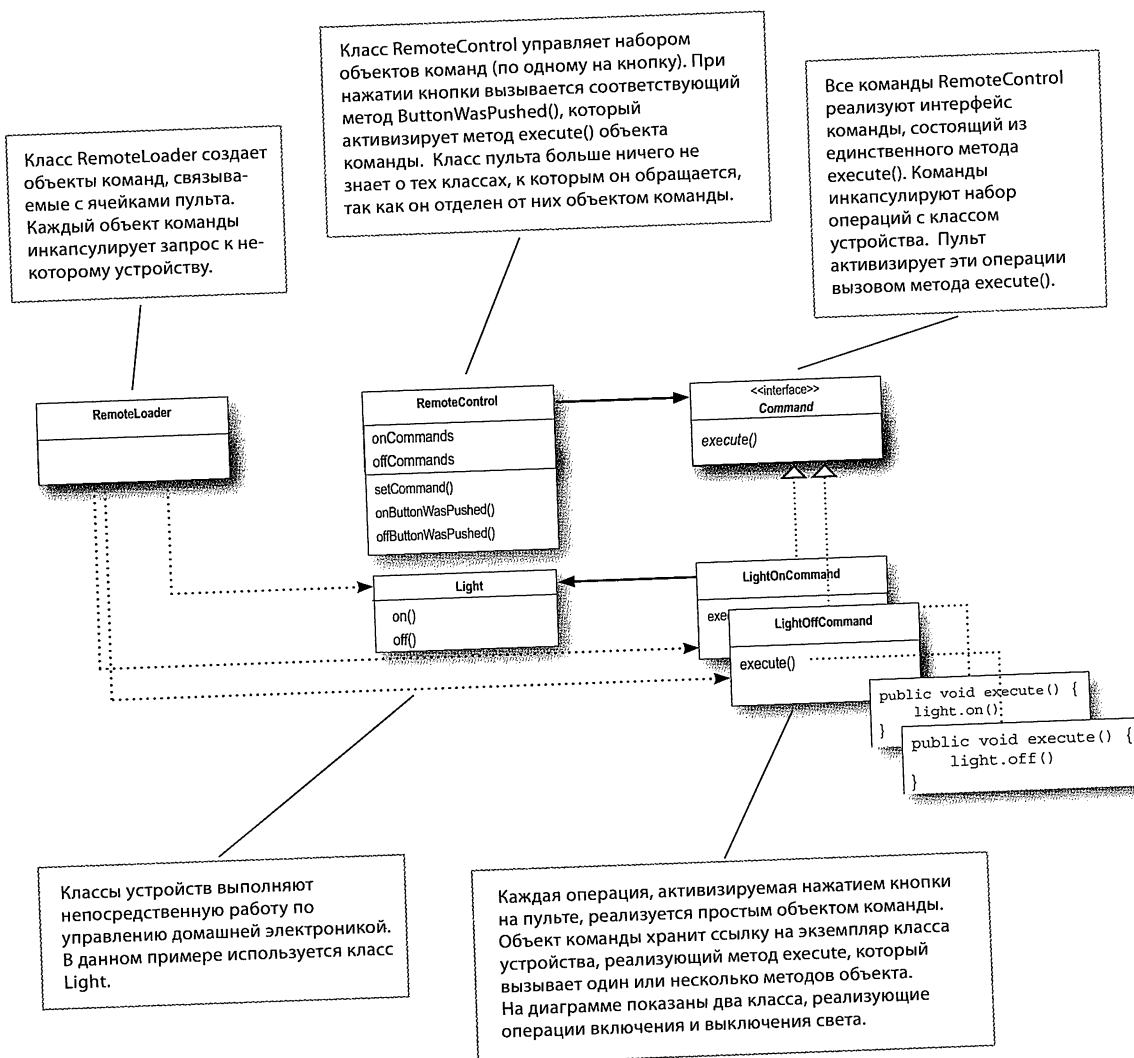 Класс RemoteControl управляет набором
объектов команд (по одному на кнопку). При
нажатии кнопки вызывается соответствующий
метод ButtonWasPushed(), который
активизирует метод execute() объекта
команды. Класс пульта больше ничего не
знает о тех классах, к которым он обращается,
так как он отделен от них объектом команды.
Все команды RemoteControl
реализуют интерфейс
команды, состоящий из
единственного метода
execute(). Команды
инкапсулируют набор
операций с классом
устройства. Пульт
активизирует эти операции
вызовом метода execute().
Класс RemoteLoader создает
объекты команд, связыва-
емые с ячейками пульта.
Каждый объект команды
инкапсулирует запрос к не-
которому устройству.
RemoteLoader
RemoteControl
onCommands
offCommands
setCommand()
onButtonWasPushed()
offButtonWasPushed()
<<interface>>
Command
execute()
Light
on()
off()
LightOnCommand
exe
LightOffCommand
execute()
public void execute() {
light.on()
}
public void execute() {
light.off()
}
Классы устройств выполняют
непосредственную работу по
управлению домашней электроникой.
В данном примере используется класс
Light.
Каждая операция, активизируемая нажатием кнопки
на пульте, реализуется простым объектом команды.
Объект команды хранит ссылку на экземпляр класса
устройства, реализующий метод execute, который
вызывает один или несколько методов объекта.
На диаграмме показаны два класса, реализующие
операции включения и выключения света.